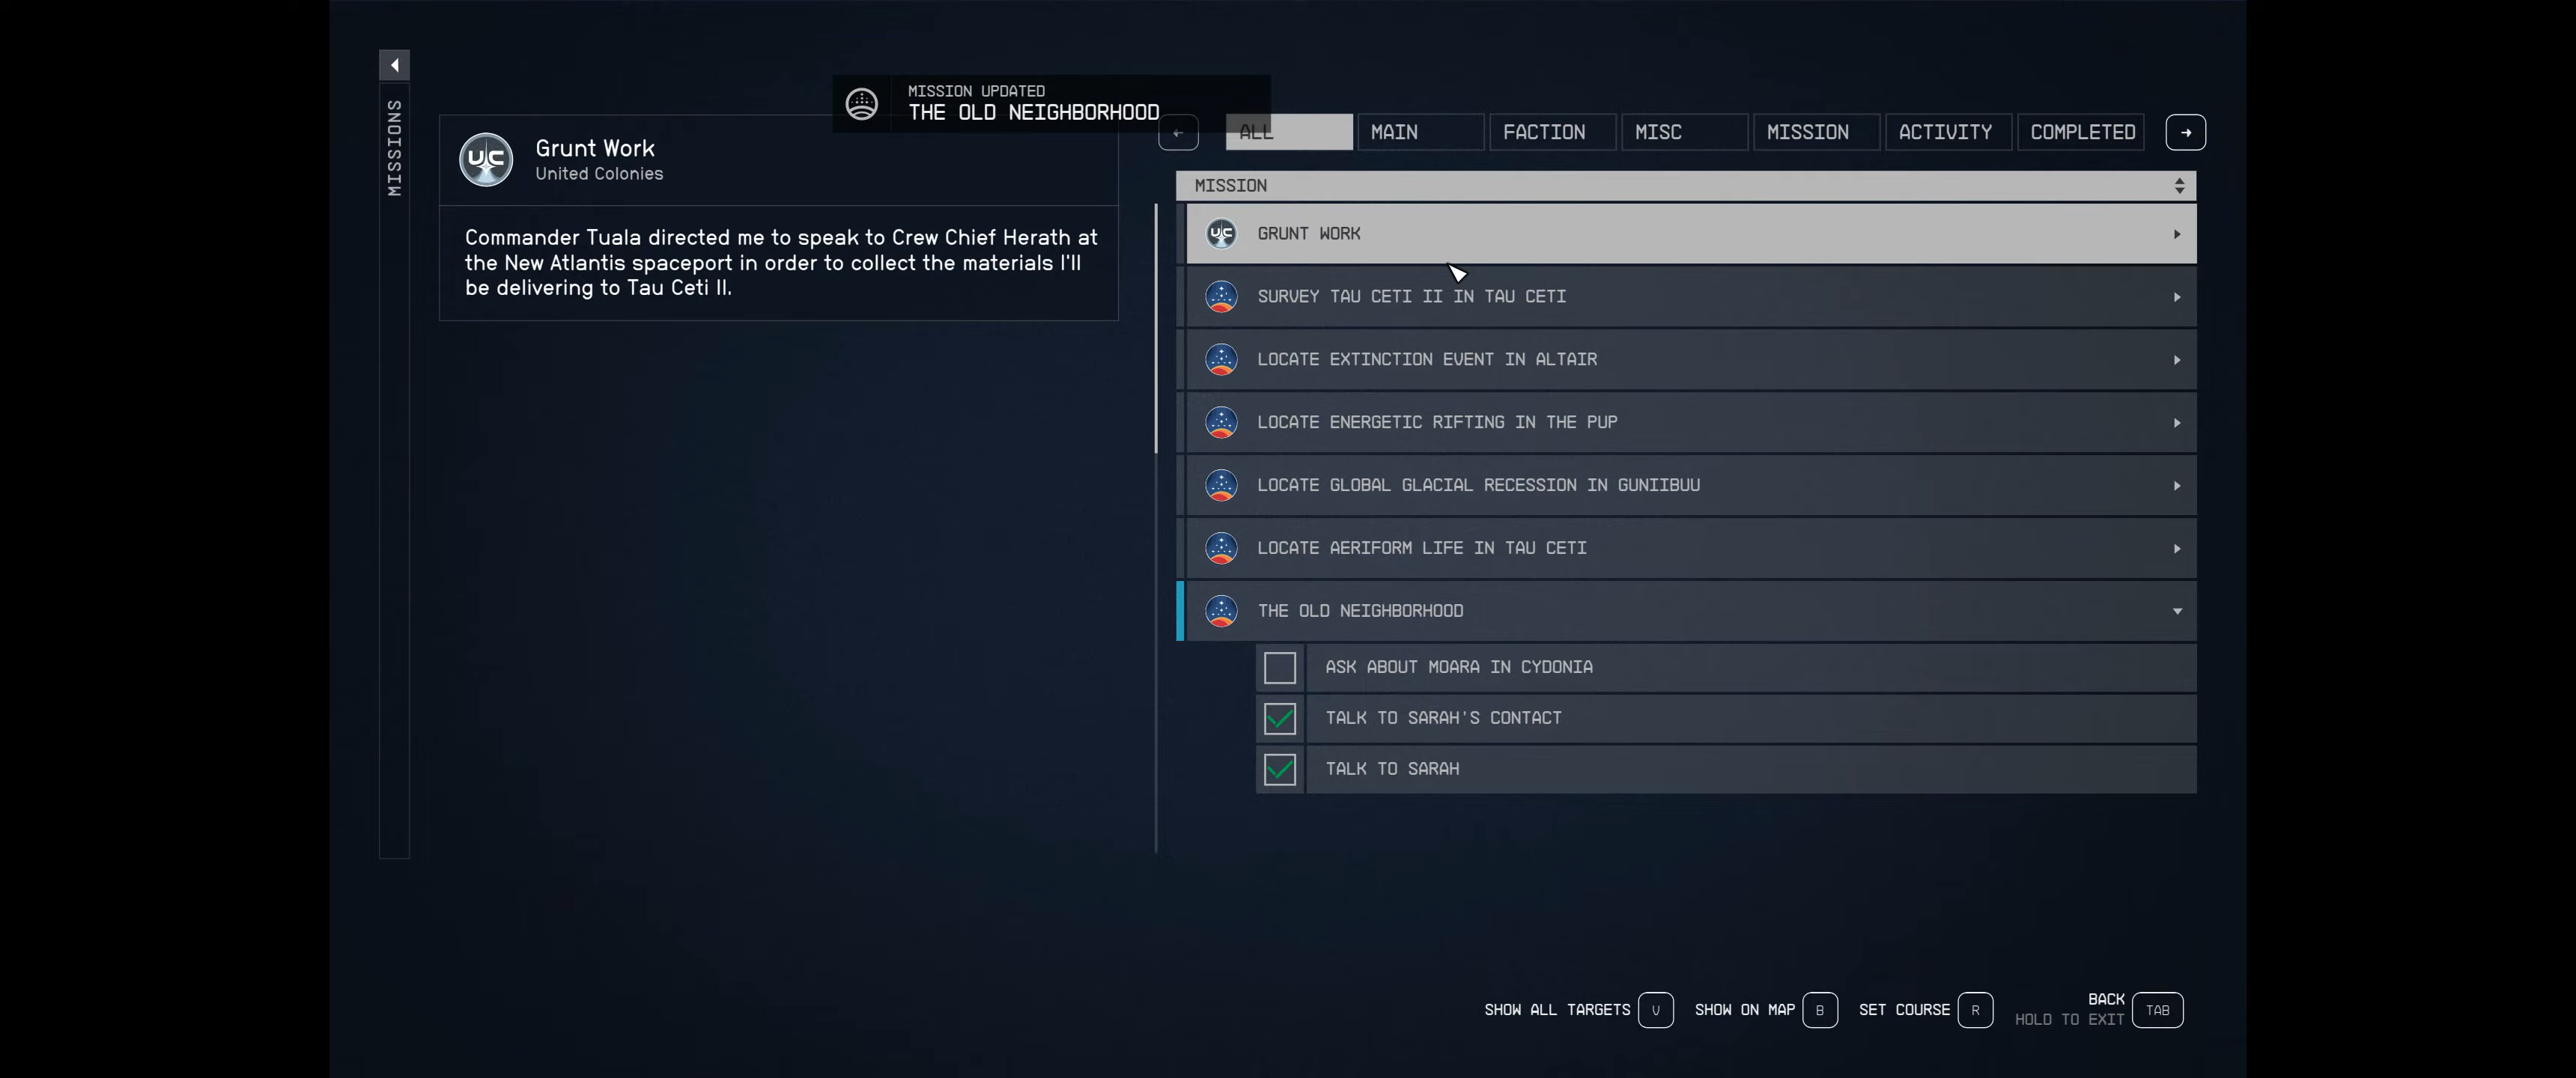 MISSIONS
MISSION UPDATED
THE OLD NEIGHBORHOOD
UC
Grunt Work
United Colonies
Commander Tuala directed me to speak to Crew Chief Herath at
the New Atlantis spaceport in order to collect the materials I'll
be delivering to Tau Ceti II.
ALL
MAIN
FACTION
MISC
MISSION
ACTIVITY
COMPLETED
MISSION
UC
GRUNT WORK
SURVEY TAU CETI II IN TAU CETI
LOCATE EXTINCTION EVENT IN ALTAIR
LOCATE ENERGETIC RIFTING IN THE PUP
LOCATE GLOBAL GLACIAL RECESSION IN GUNIIBUU
LOCATE AERIFORM LIFE IN TAU CETI
THE OLD NEIGHBORHOOD
ASK ABOUT MOARA IN CYDONIA
TALK TO SARAH'S CONTACT
TALK TO SARAH
SHOW ALL TARGETS V
SHOW ON MAP B
SET COURSE R
BACK
HOLD TO EXIT
TAB